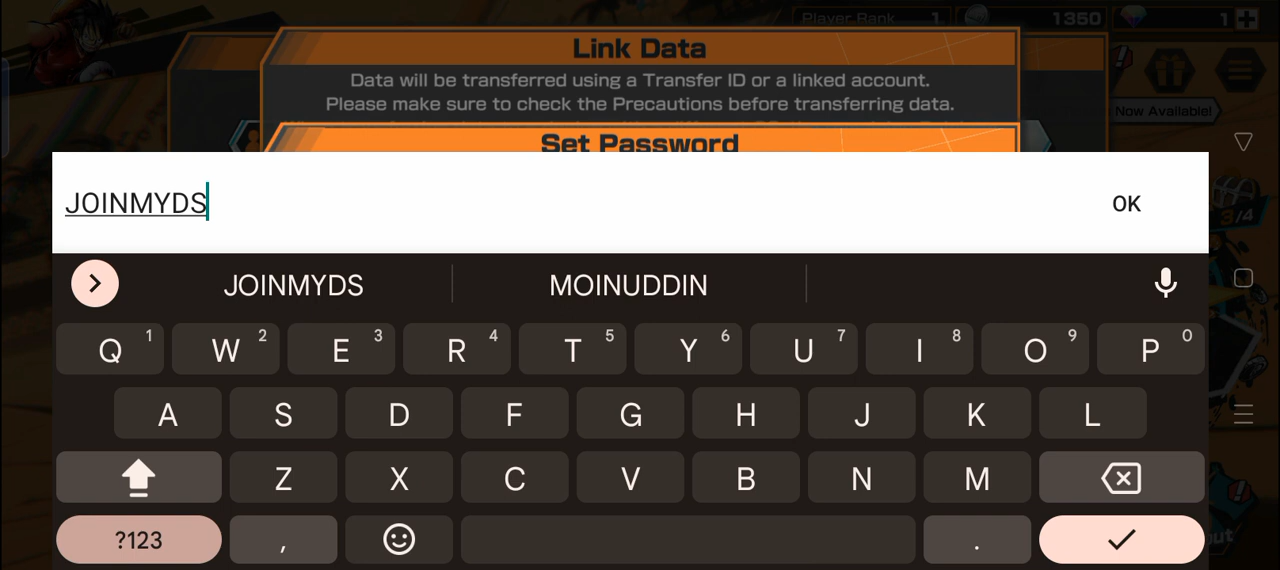 Player Rank 1 1350 1
Link Data
Data will be transferred using a Transfer ID or a linked account.
Please make sure to check the Precautions before transferring data.
Now Available!
Set Password
JOINMYDS
OK
3/4
JOINMYDS MOINUDDIN
Q 1 W 2 E 3 R 4 T 5 Y 6 U 7 I 8 O 9 P 0
A S D F G H J K L
Z X C V B N M
?123 , .